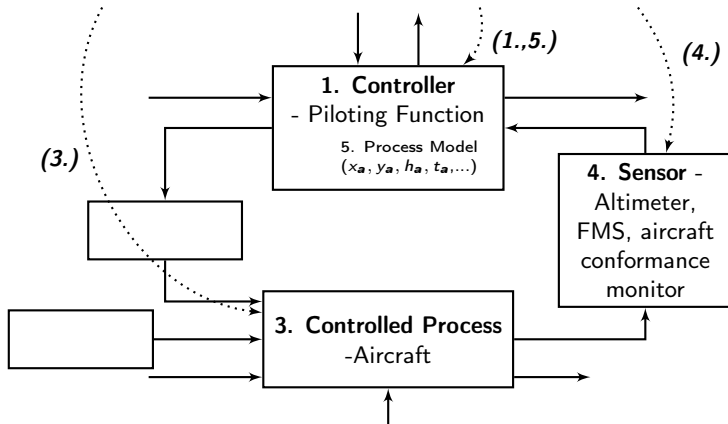 (1.,5.)
(4.)
1. Controller
- Piloting Function
5. Process Model
(xₐ, yₐ, hₐ, tₐ,...)
(3.)
4. Sensor -
Altimeter,
FMS, aircraft
conformance
monitor
3. Controlled Process
-Aircraft